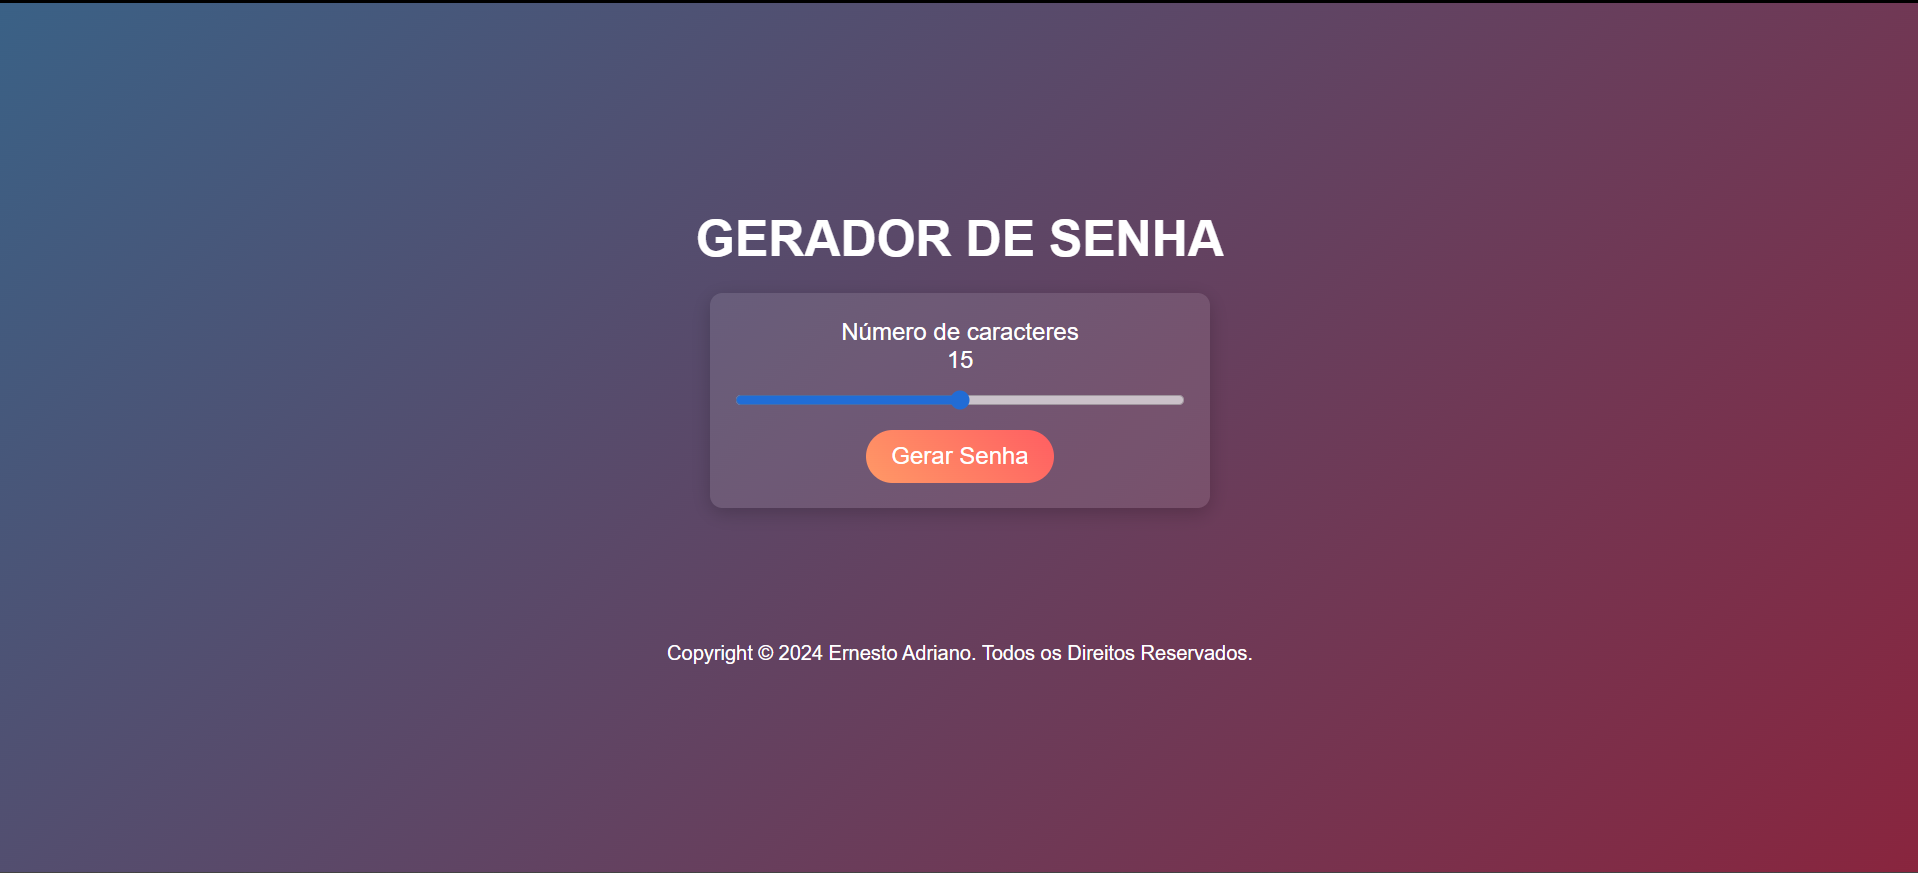 GERADOR DE SENHA
Número de caracteres
15
Gerar Senha
Copyright © 2024 Ernesto Adriano. Todos os Direitos Reservados.